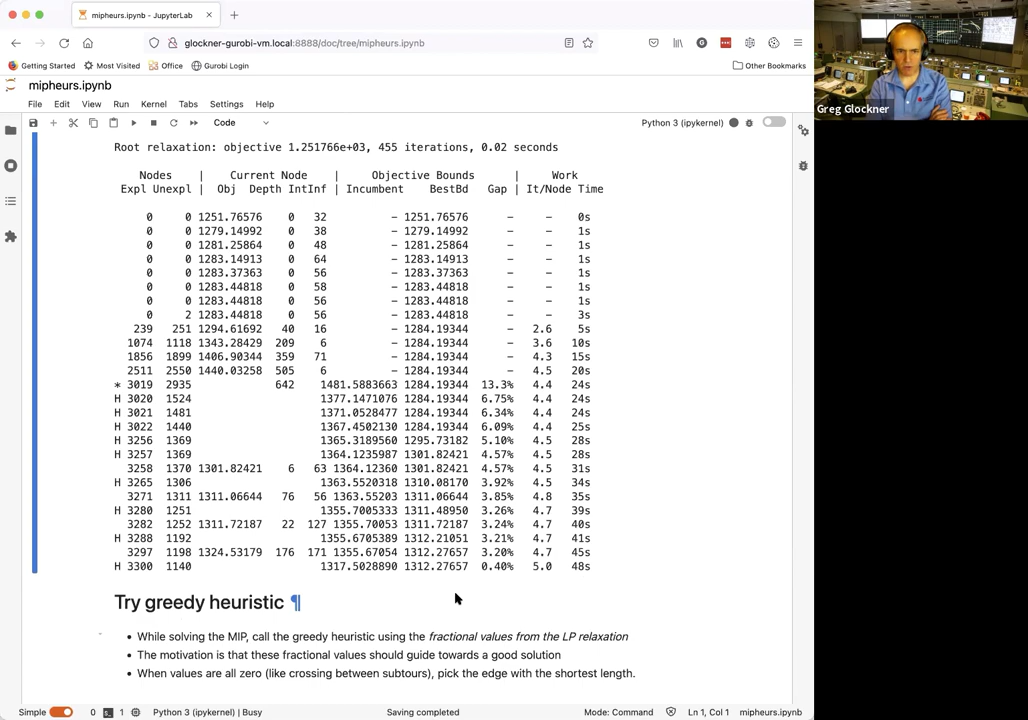 mipheurs.ipynb - JupyterLab
glockner-gurobi-vm.local:8888/doc/tree/mipheurs.ipynb
Getting Started Most Visited Office Gurobi Login Other Bookmarks
mipheurs.ipynb
File Edit View Run Kernel Tabs Settings Help
Code Python 3 (ipykernel)
Root relaxation: objective 1.251766e+03, 455 iterations, 0.02 seconds
Nodes | Current Node | Objective Bounds | Work
Expl Unexpl | Obj Depth IntInf | Incumbent BestBd Gap | It/Node Time
0 0 1251.76576 0 32 - 1251.76576 - - 0s
0 0 1279.14992 0 38 - 1279.14992 - - 1s
0 0 1281.25864 0 48 - 1281.25864 - - 1s
0 0 1283.14913 0 64 - 1283.14913 - - 1s
0 0 1283.37363 0 56 - 1283.37363 - - 1s
0 0 1283.44818 0 58 - 1283.44818 - - 1s
0 0 1283.44818 0 56 - 1283.44818 - - 1s
0 2 1283.44818 0 56 - 1283.44818 - - 3s
239 251 1294.61692 40 16 - 1284.19344 - 2.6 5s
1074 1118 1343.28429 209 6 - 1284.19344 - 3.6 10s
1856 1899 1406.90344 359 71 - 1284.19344 - 4.3 15s
2511 2550 1440.03258 505 6 - 1284.19344 - 4.5 20s
* 3019 2935 642 1481.5883663 1284.19344 13.3% 4.4 24s
H 3020 1524 1377.1471076 1284.19344 6.75% 4.4 24s
H 3021 1481 1371.0528477 1284.19344 6.34% 4.4 24s
H 3022 1440 1367.4502130 1284.19344 6.09% 4.4 25s
H 3256 1369 1365.3189560 1295.73182 5.10% 4.5 28s
H 3257 1369 1364.1235987 1301.82421 4.57% 4.5 28s
3258 1370 1301.82421 6 63 1364.12360 1301.82421 4.57% 4.5 31s
H 3265 1306 1363.5520318 1310.08170 3.92% 4.5 34s
3271 1311 1311.06644 76 56 1363.55203 1311.06644 3.85% 4.8 35s
H 3280 1251 1355.7005333 1311.48950 3.26% 4.7 39s
3282 1252 1311.72187 22 127 1355.70053 1311.72187 3.24% 4.7 40s
H 3288 1192 1355.6705389 1312.21051 3.21% 4.7 41s
3297 1198 1324.53179 176 171 1355.67054 1312.27657 3.20% 4.7 45s
H 3300 1140 1317.5028890 1312.27657 0.40% 5.0 48s
Try greedy heuristic ¶
• While solving the MIP, call the greedy heuristic using the fractional values from the LP relaxation
• The motivation is that these fractional values should guide towards a good solution
• When values are all zero (like crossing between subtours), pick the edge with the shortest length.
Simple 0 1 Python 3 (ipykernel) | Busy Saving completed Mode: Command Ln 1, Col 1 mipheurs.ipynb
Greg Glockner